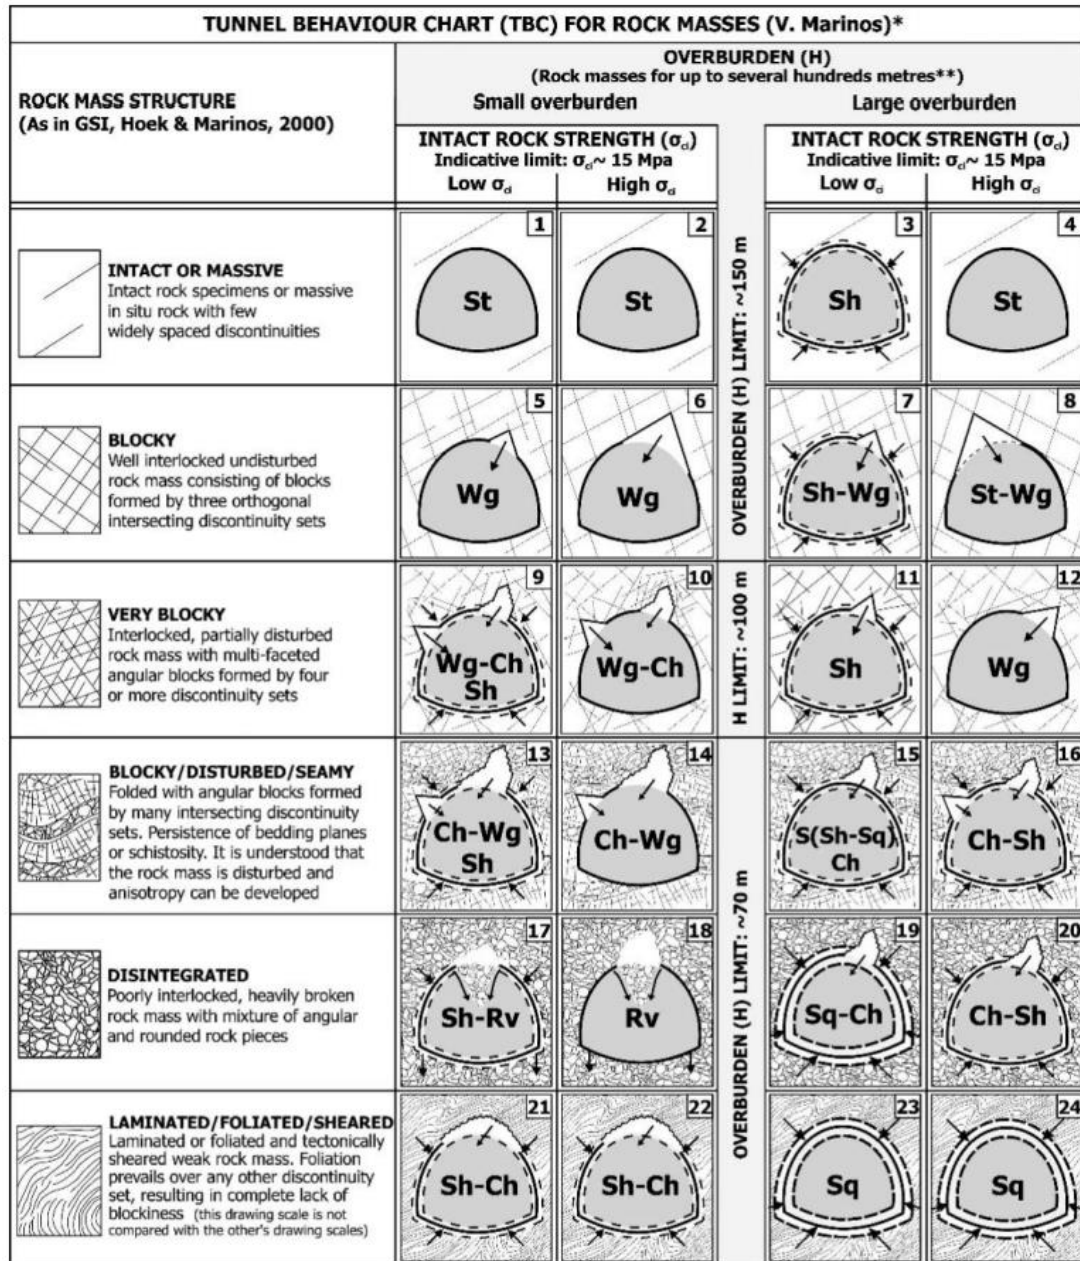 TUNNEL BEHAVIOUR CHART (TBC) FOR ROCK MASSES (V. Marinos)*
ROCK MASS STRUCTURE
(As in GSI, Hoek & Marinos, 2000)
OVERBURDEN (H)
(Rock masses for up to several hundreds metres**)
Small overburden
Large overburden
INTACT ROCK STRENGTH (σci)
Indicative limit: σci~ 15 Mpa
Low σci
High σci
INTACT ROCK STRENGTH (σci)
Indicative limit: σci~ 15 Mpa
Low σci
High σci
OVERBURDEN (H) LIMIT: ~150 m
INTACT OR MASSIVE
Intact rock specimens or massive
in situ rock with few
widely spaced discontinuities
1
St
2
St
3
Sh
4
St
BLOCKY
Well interlocked undisturbed
rock mass consisting of blocks
formed by three orthogonal
intersecting discontinuity sets
5
Wg
6
Wg
7
Sh-Wg
8
St-Wg
H LIMIT: ~100 m
VERY BLOCKY
Interlocked, partially disturbed
rock mass with multi-faceted
angular blocks formed by four
or more discontinuity sets
9
Wg-Ch
Sh
10
Wg-Ch
11
Sh
12
Wg
OVERBURDEN (H) LIMIT: ~70 m
BLOCKY/DISTURBED/SEAMY
Folded with angular blocks formed
by many intersecting discontinuity
sets. Persistence of bedding planes
or schistosity. It is understood that
the rock mass is disturbed and
anisotropy can be developed
13
Ch-Wg
Sh
14
Ch-Wg
15
S(Sh-Sq)
Ch
16
Ch-Sh
DISINTEGRATED
Poorly interlocked, heavily broken
rock mass with mixture of angular
and rounded rock pieces
17
Sh-Rv
18
Rv
19
Sq-Ch
20
Ch-Sh
LAMINATED/FOLIATED/SHEARED
Laminated or foliated and tectonically
sheared weak rock mass. Foliation
prevails over any other discontinuity
set, resulting in complete lack of
blockiness (this drawing scale is not
compared with the other's drawing scales)
21
Sh-Ch
22
Sh-Ch
23
Sq
24
Sq